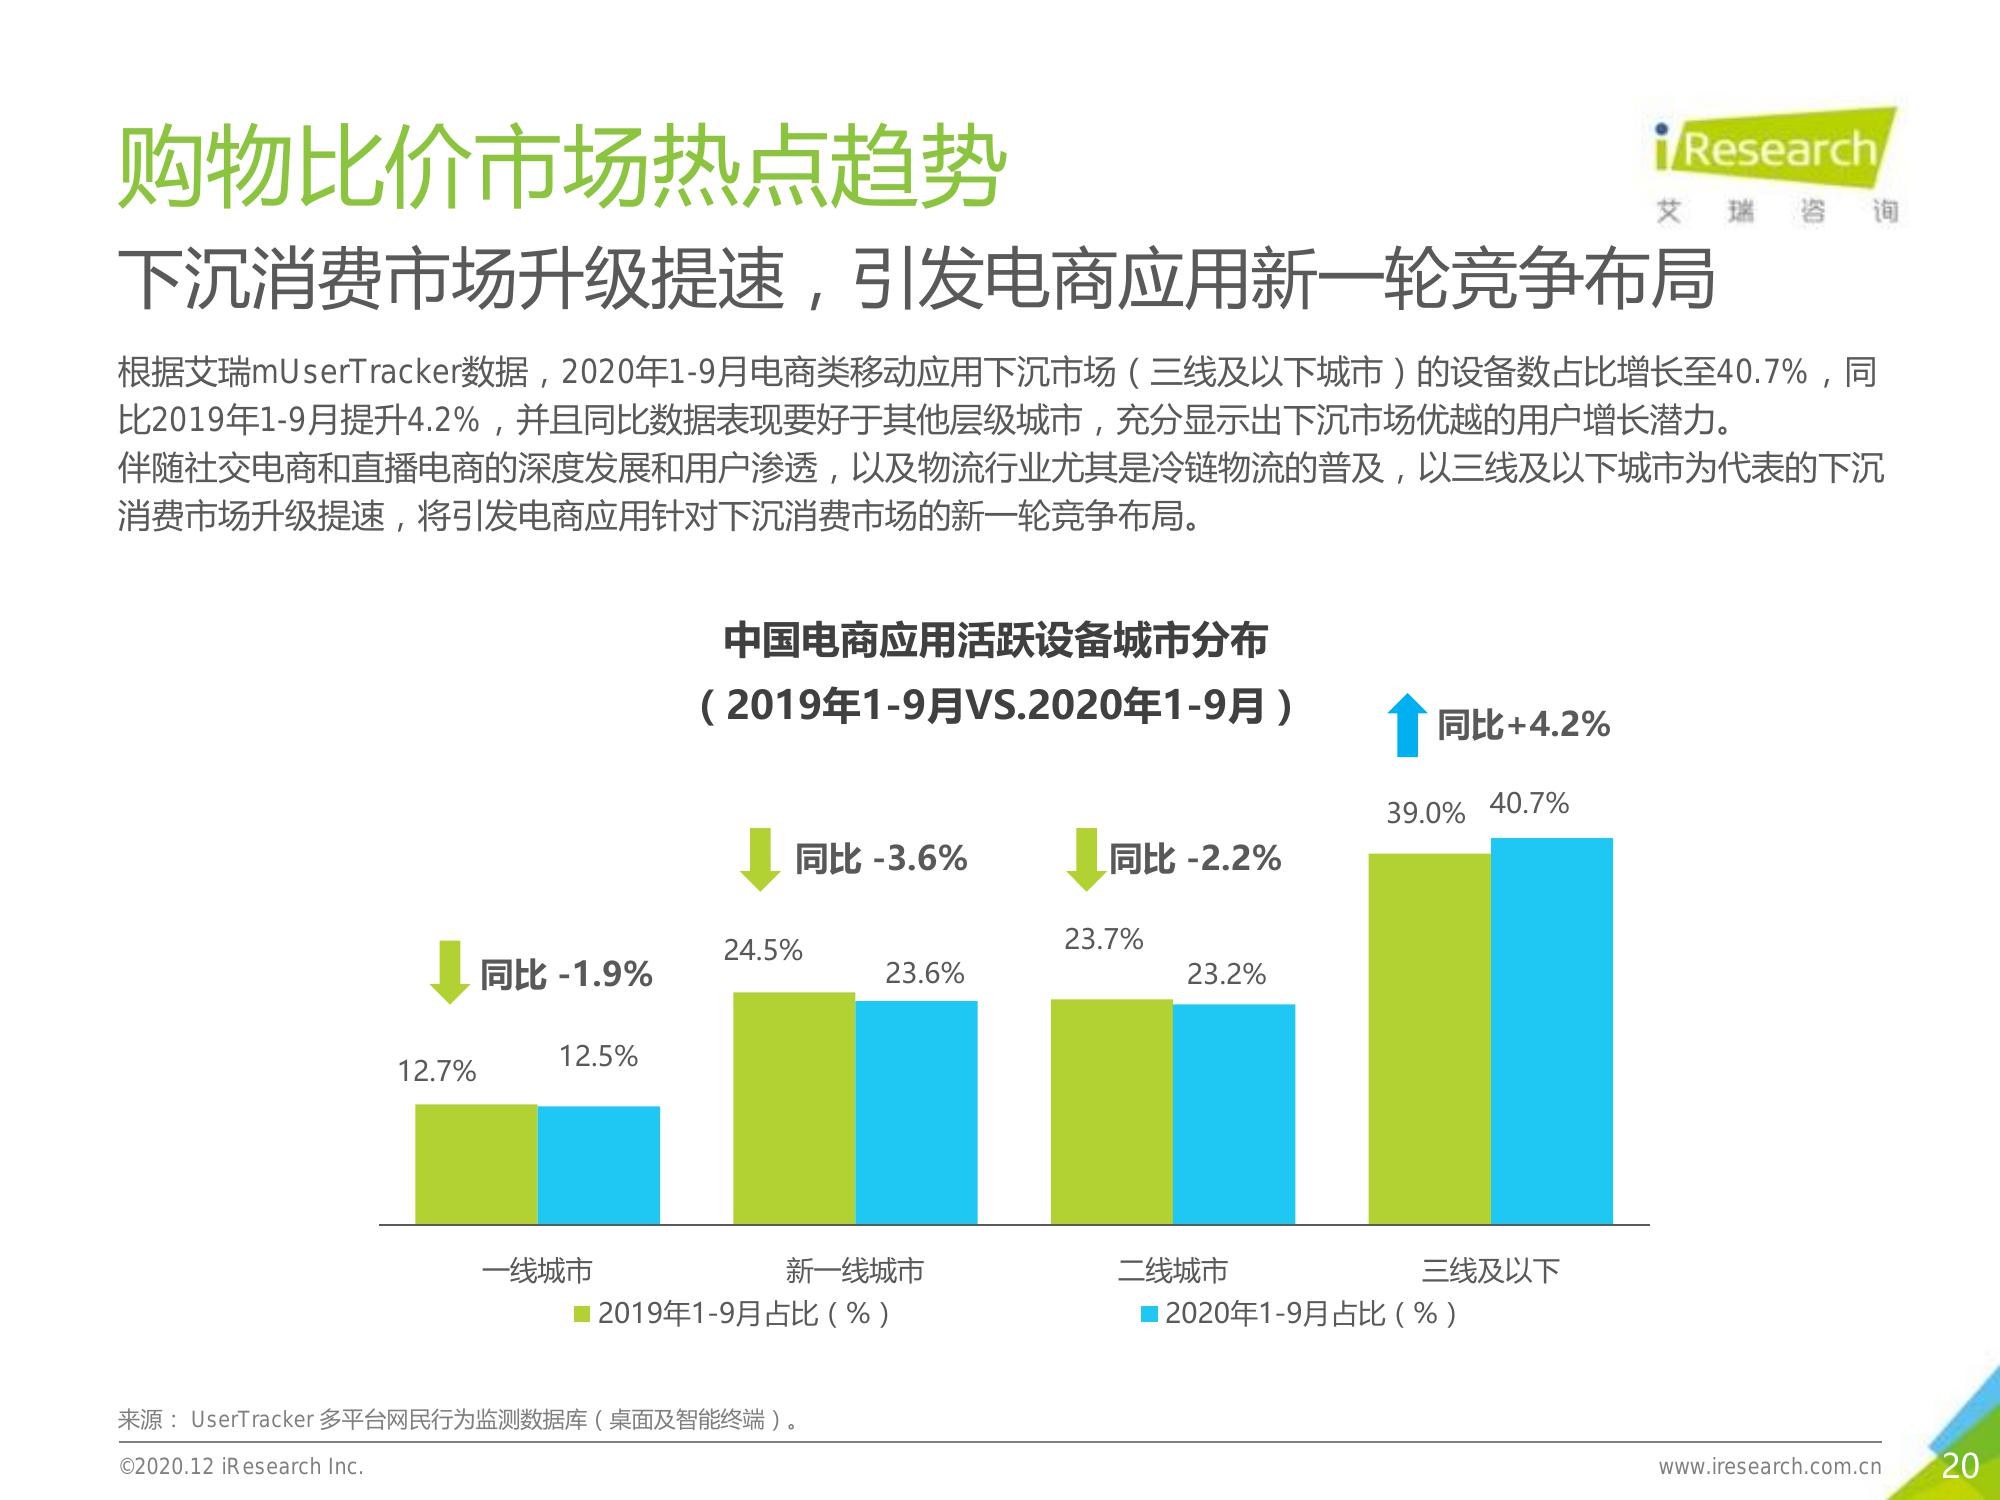 购物比价市场热点趋势
iResearch
艾瑞咨询
下沉消费市场升级提速，引发电商应用新一轮竞争布局
根据艾瑞mUserTracker数据，2020年1-9月电商类移动应用下沉市场（三线及以下城市）的设备数占比增长至40.7%，同
比2019年1-9月提升4.2%，并且同比数据表现要好于其他层级城市，充分显示出下沉市场优越的用户增长潜力。
伴随社交电商和直播电商的深度发展和用户渗透，以及物流行业尤其是冷链物流的普及，以三线及以下城市为代表的下沉
消费市场升级提速，将引发电商应用针对下沉消费市场的新一轮竞争布局。
中国电商应用活跃设备城市分布
（2019年1-9月VS.2020年1-9月）
同比+4.2%
39.0% 40.7%
同比 -3.6%
同比 -2.2%
24.5% 23.6%
23.7% 23.2%
同比 -1.9%
12.7% 12.5%
一线城市 新一线城市 二线城市 三线及以下
2019年1-9月占比（%） 2020年1-9月占比（%）
来源： UserTracker 多平台网民行为监测数据库（桌面及智能终端）。
©2020.12 iResearch Inc. www.iresearch.com.cn 20